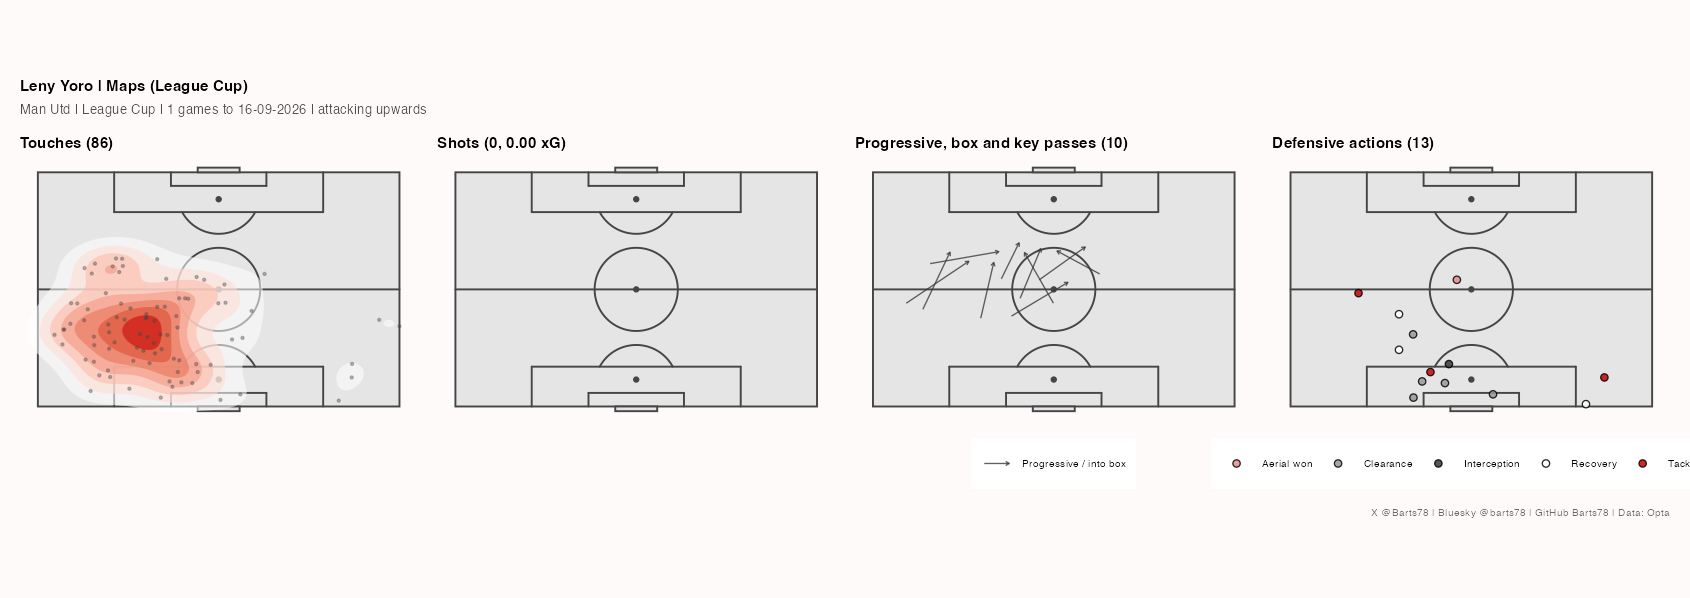 Leny Yoro | Maps (League Cup)
Man Utd | League Cup | 1 games to 16-09-2026 | attacking upwards
Touches (86)
Shots (0, 0.00 xG)
Progressive, box and key passes (10)
Defensive actions (13)
Progressive / into box
Aerial won
Clearance
Interception
Recovery
Tack
X @Barts78 | Bluesky @barts78 | GitHub Barts78 | Data: Opta